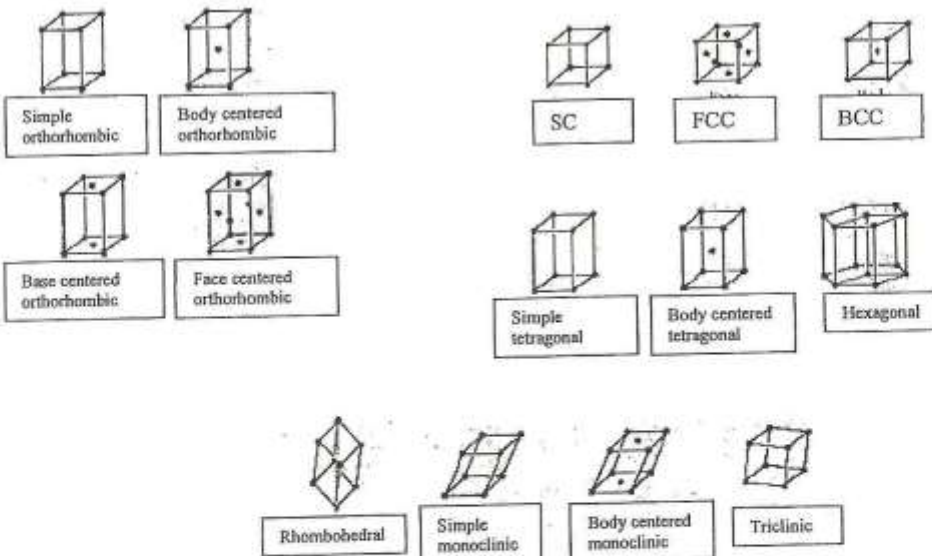 Simple
orthorhombic
Body centered
orthorhombic
SC
FCC
BCC
Base centered
orthorhombic
Face centered
orthorhombic
Simple
tetragonal
Body centered
tetragonal
Hexagonal
Rhombohedral
Simple
monoclinic
Body centered
monoclinic
Triclinic